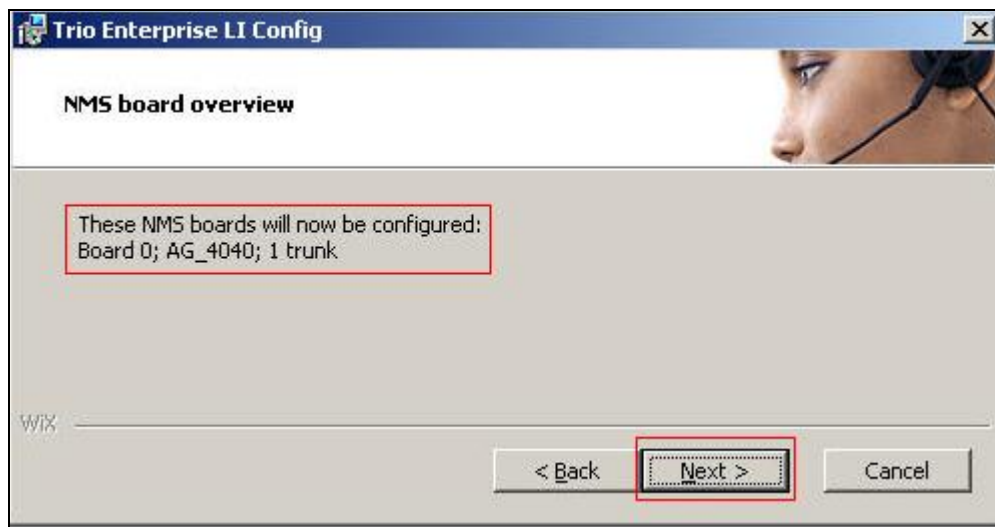 Trio Enterprise LI Config
NMS board overview
These NMS boards will now be configured:
Board 0; AG_4040; 1 trunk
WiX
< Back
Next >
Cancel